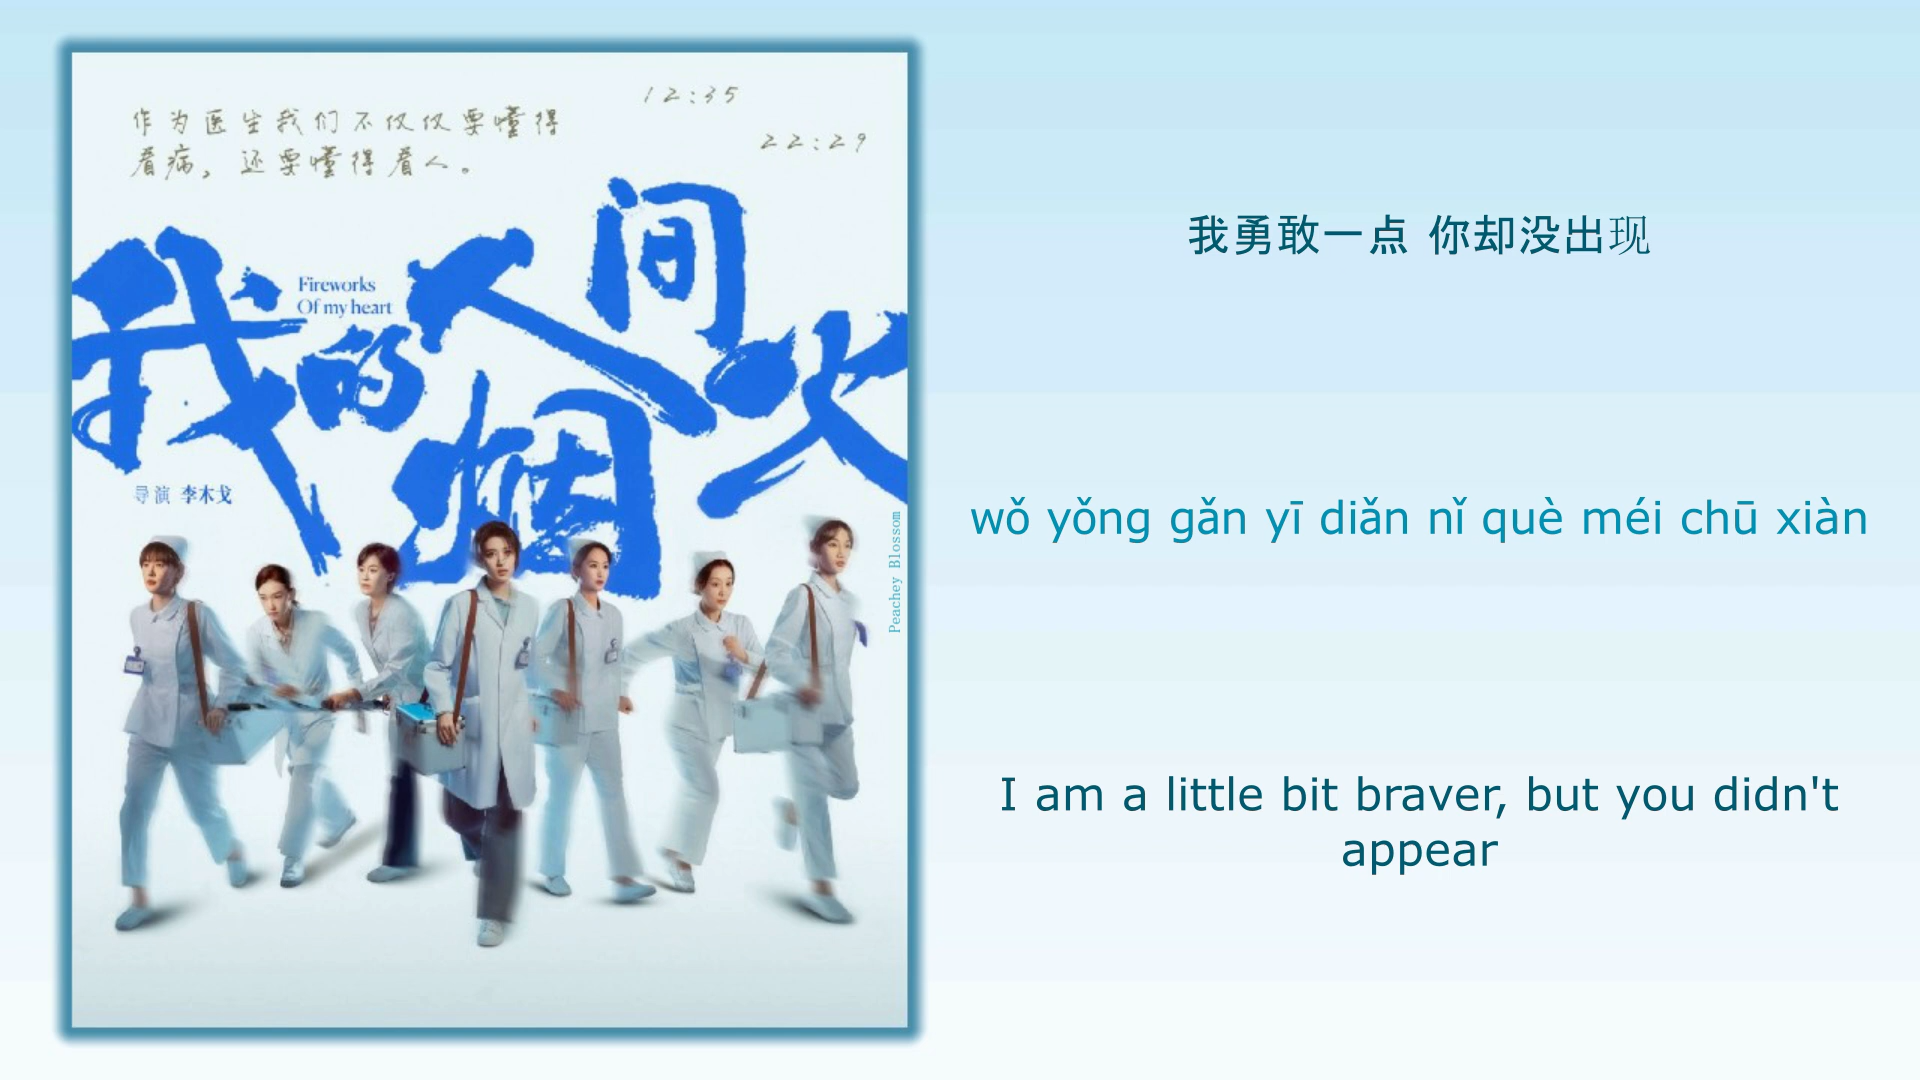 作为医生我们不仅仅要懂得
看病，还要懂得看人。
12:35
22:29
我的人间烟火
Fireworks
Of my heart
导演 李木戈
Peachey Blossom
我勇敢一点 你却没出现
wǒ yǒng gǎn yī diǎn nǐ què méi chū xiàn
I am a little bit braver, but you didn't
appear